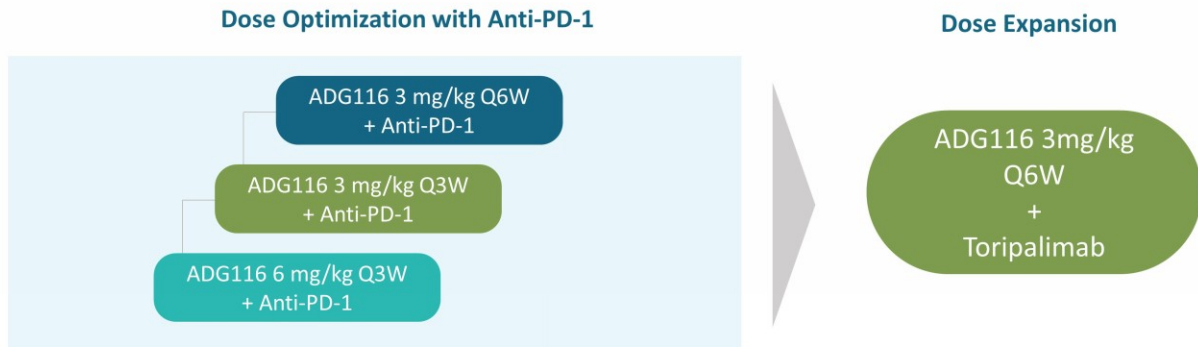 Dose Optimization with Anti-PD-1
Dose Expansion
ADG116 3 mg/kg Q6W
+ Anti-PD-1
ADG116 3 mg/kg Q3W
+ Anti-PD-1
ADG116 6 mg/kg Q3W
+ Anti-PD-1
ADG116 3mg/kg
Q6W
+
Toripalimab